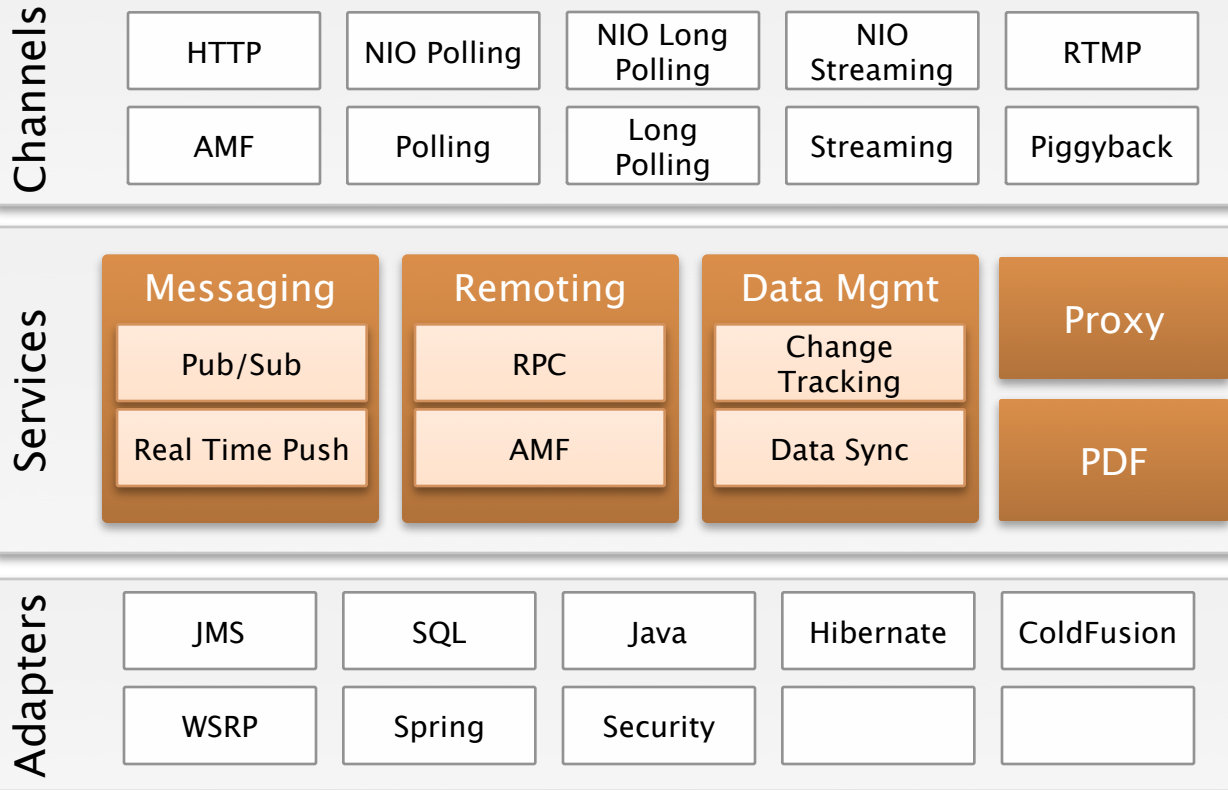 Channels
HTTP
NIO Polling
NIO Long
Polling
NIO
Streaming
RTMP
AMF
Polling
Long
Polling
Streaming
Piggyback
Services
Messaging
Pub/Sub
Real Time Push
Remoting
RPC
AMF
Data Mgmt
Change
Tracking
Data Sync
Proxy
PDF
Adapters
JMS
SQL
Java
Hibernate
ColdFusion
WSRP
Spring
Security